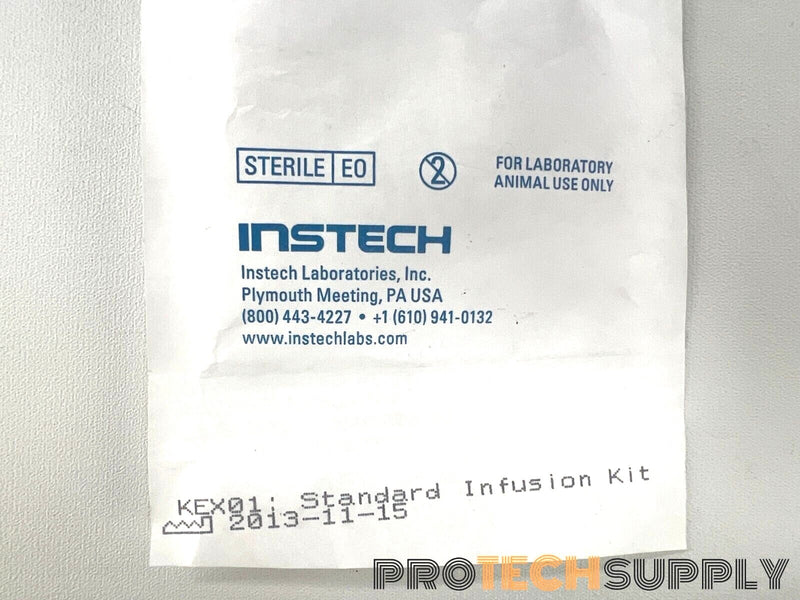 STERILE EO
2
FOR LABORATORY
ANIMAL USE ONLY
INSTECH
Instech Laboratories, Inc.
Plymouth Meeting, PA USA
(800) 443-4227 • +1 (610) 941-0132
www.instechlabs.com
KEX01: Standard Infusion Kit
2013-11-15
PROTECHSUPPLY